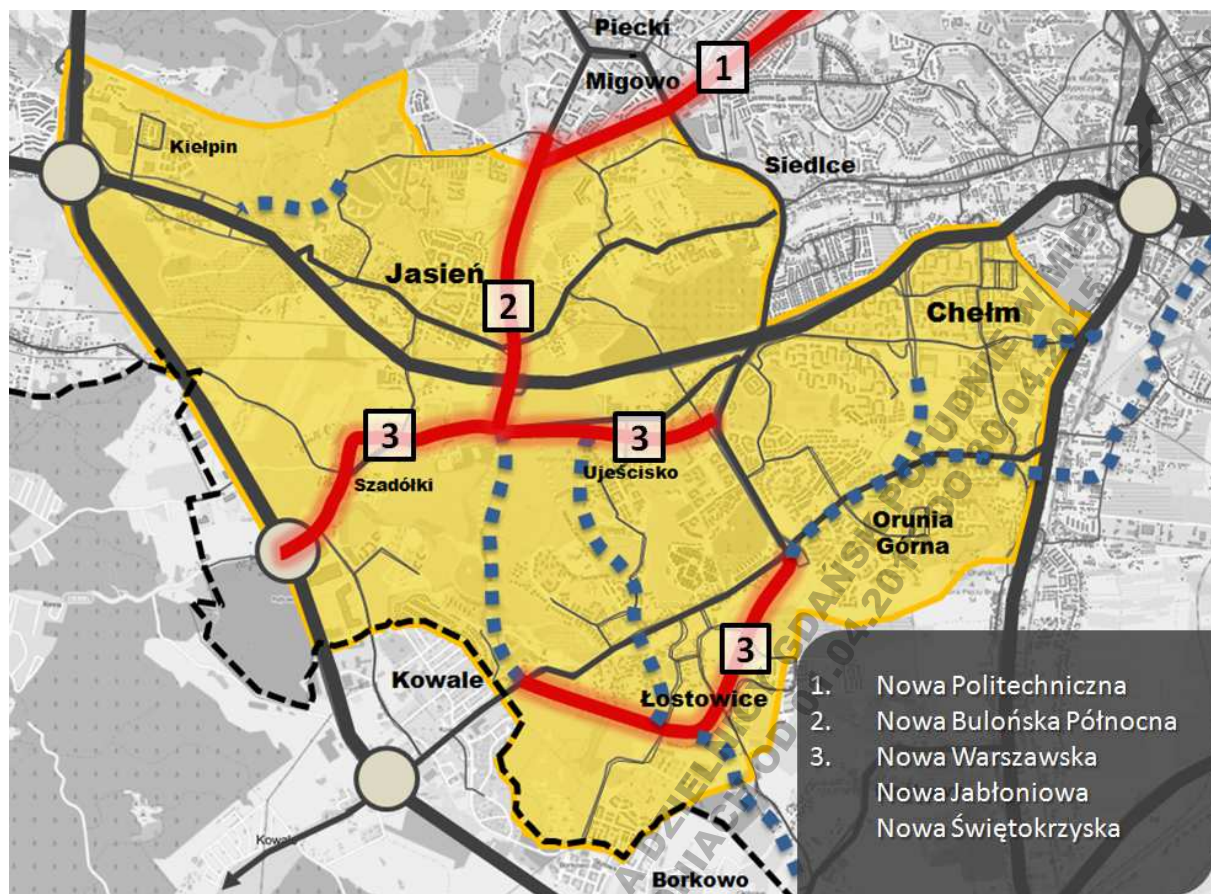 Piecki
1
Migowo
Kiełpin
Siedlce
Jasień
2
Chełm
3
3
Szadółki
Ujeścisko
Orunia
Górna
3
Kowale
Łostowice
1. Nowa Politechniczna
2. Nowa Bulońska Północna
3. Nowa Warszawska
Nowa Jabłoniowa
Nowa Świętokrzyska
Kowale
Borkowo